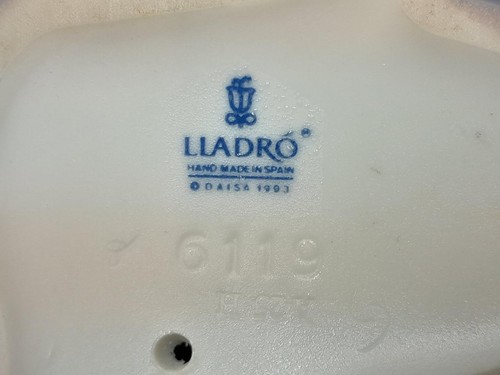 LLADRÓ®
HAND MADE IN SPAIN
© DAISA 1993
6119